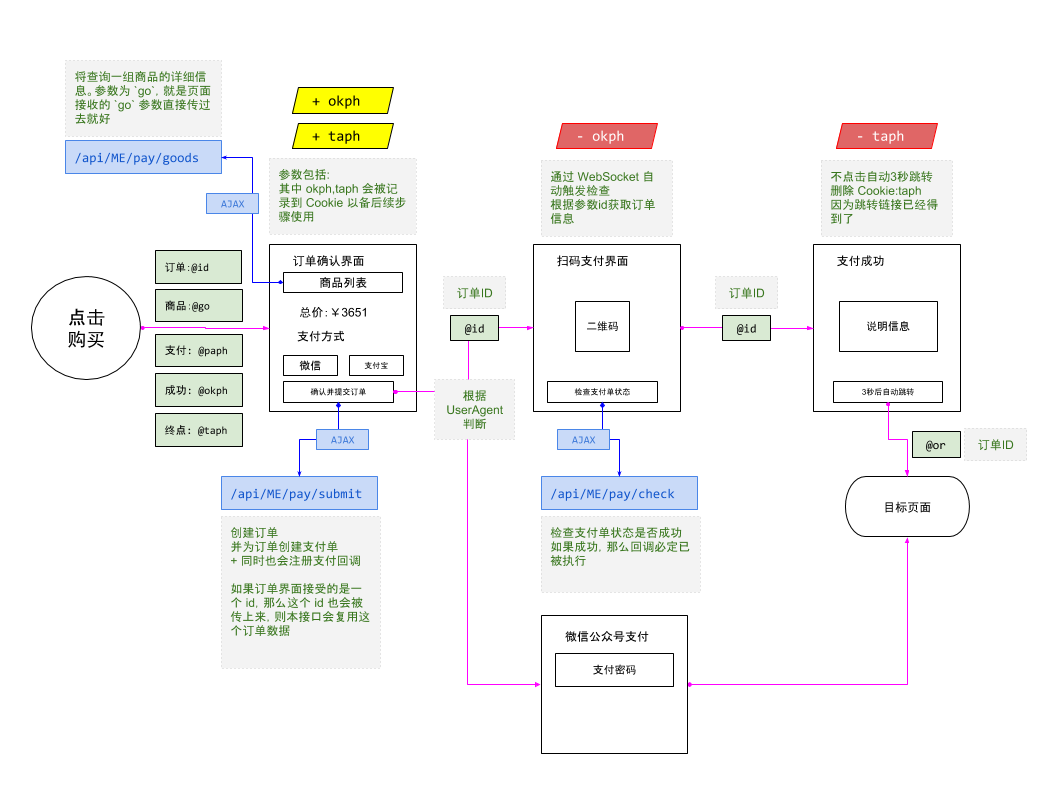 将查询一组商品的详细信
息。参数为 `go`, 就是页面
接收的 `go` 参数直接传过
去就好
/api/ME/pay/goods
AJAX
+ okph
+ taph
参数包括:
其中 okph,taph 会被记
录到 Cookie 以备后续步
骤使用
- okph
通过 WebSocket 自
动触发检查
根据参数id获取订单
信息
- taph
不点击自动3秒跳转
删除 Cookie:taph
因为跳转链接已经得
到了
点击
购买
订单:@id
商品:@go
支付: @paph
成功: @okph
终点: @taph
订单确认界面
商品列表
总价: ¥3651
支付方式
微信
支付宝
确认并提交订单
AJAX
/api/ME/pay/submit
创建订单
并为订单创建支付单
+ 同时也会注册支付回调
如果订单界面接受的是一
个 id, 那么这个 id 也会被
传上来, 则本接口会复用这
个订单数据
订单ID
@id
根据
UserAgent
判断
扫码支付界面
二维码
检查支付单状态
AJAX
/api/ME/pay/check
检查支付单状态是否成功
如果成功, 那么回调必定已
被执行
订单ID
@id
支付成功
说明信息
3秒后自动跳转
@or
订单ID
目标页面
微信公众号支付
支付密码